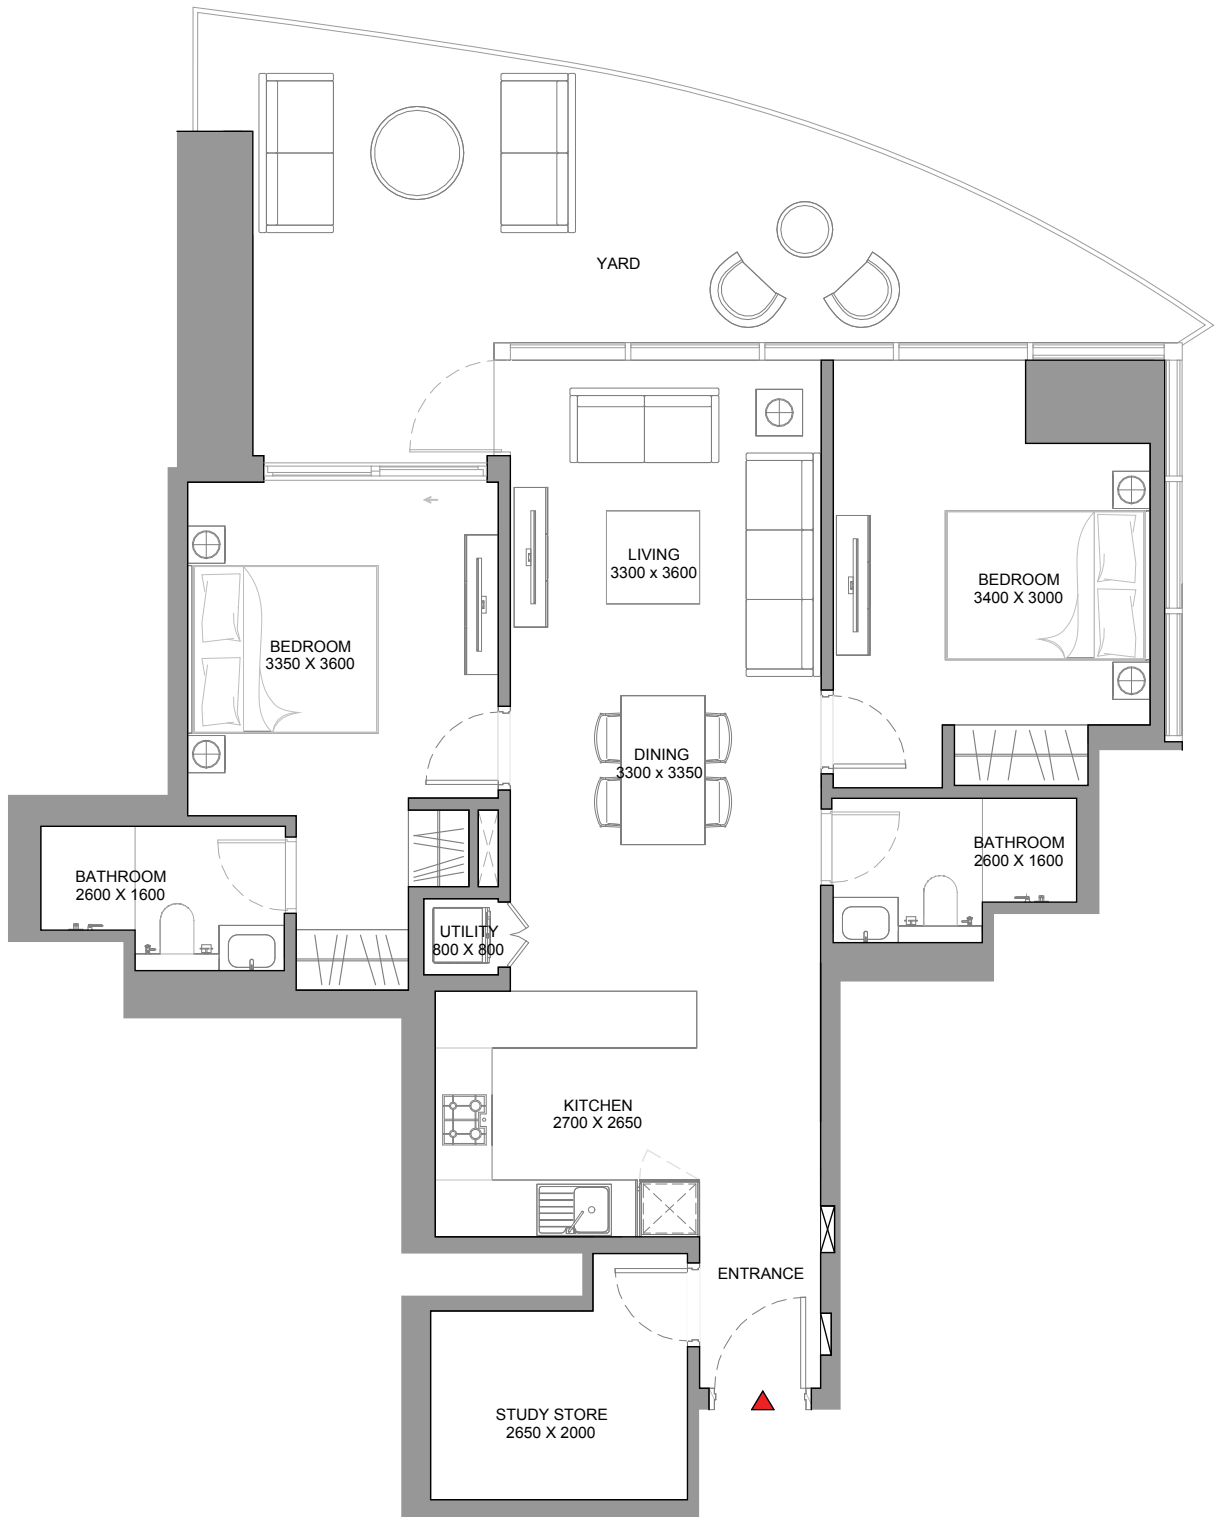 YARD
LIVING
3300 x 3600
BEDROOM
3400 X 3000
BEDROOM
3350 X 3600
DINING
3300 x 3350
BATHROOM
2600 X 1600
BATHROOM
2600 X 1600
UTILITY
800 X 800
KITCHEN
2700 X 2650
ENTRANCE
STUDY STORE
2650 X 2000